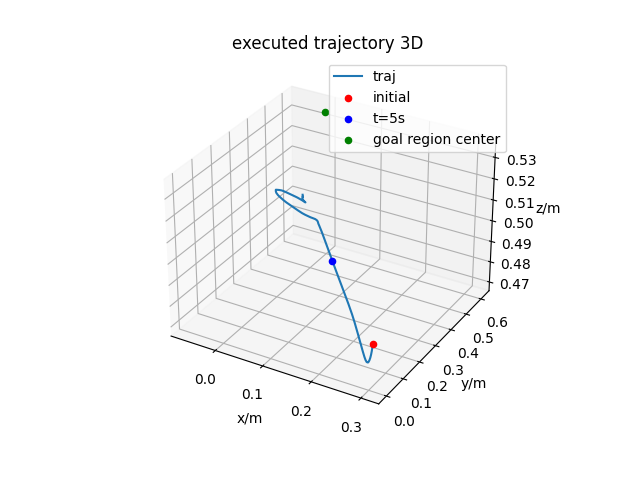 executed trajectory 3D
traj
initial
t=5s
goal region center
0.53
0.52
0.51
0.50
0.49
0.48
0.47
z/m
0.6
0.5
0.4
0.3
0.2
0.1
0.0
y/m
0.0
0.1
0.2
0.3
x/m